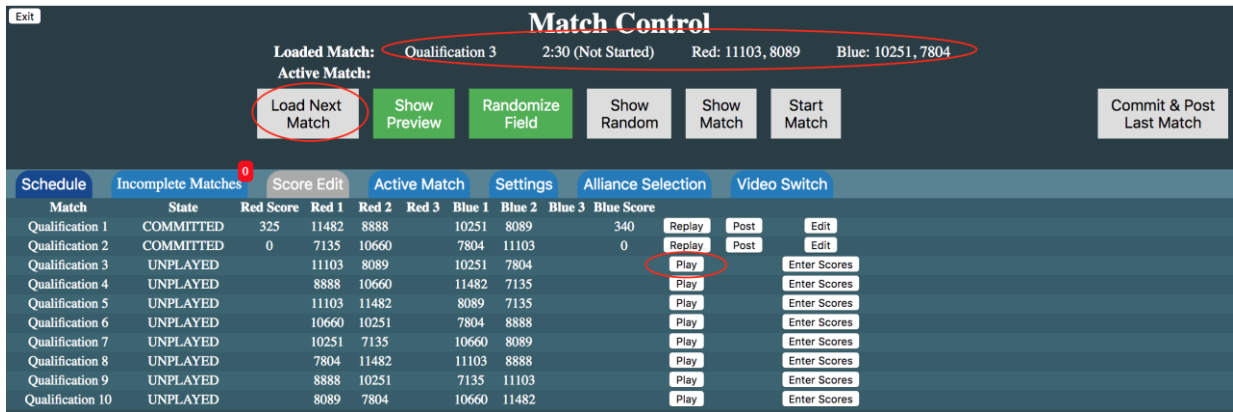 Exit
Match Control
Loaded Match: Qualification 3 2:30 (Not Started) Red: 11103, 8089 Blue: 10251, 7804
Active Match:
Load Next Match
Show Preview
Randomize Field
Show Random
Show Match
Start Match
Commit & Post Last Match
Schedule Incomplete Matches 0 Score Edit Active Match Settings Alliance Selection Video Switch
Match State Red Score Red 1 Red 2 Red 3 Blue 1 Blue 2 Blue 3 Blue Score
Qualification 1 COMMITTED 325 11482 8888 10251 8089 340 Replay Post Edit
Qualification 2 COMMITTED 0 7135 10660 7804 11103 0 Replay Post Edit
Qualification 3 UNPLAYED 11103 8089 10251 7804 Play Enter Scores
Qualification 4 UNPLAYED 8888 10660 11482 7135 Play Enter Scores
Qualification 5 UNPLAYED 11103 11482 8089 7135 Play Enter Scores
Qualification 6 UNPLAYED 10660 10251 7804 8888 Play Enter Scores
Qualification 7 UNPLAYED 10251 7135 10660 8089 Play Enter Scores
Qualification 8 UNPLAYED 7804 11482 11103 8888 Play Enter Scores
Qualification 9 UNPLAYED 8888 10251 7135 11103 Play Enter Scores
Qualification 10 UNPLAYED 8089 7804 10660 11482 Play Enter Scores